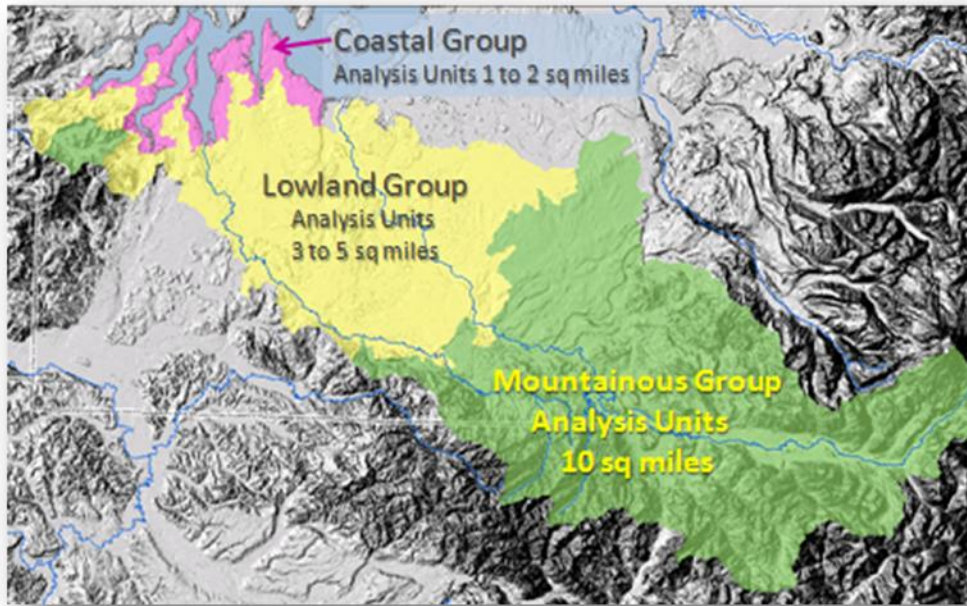 Coastal Group
Analysis Units 1 to 2 sq miles
Lowland Group
Analysis Units
3 to 5 sq miles
Mountainous Group
Analysis Units
10 sq miles